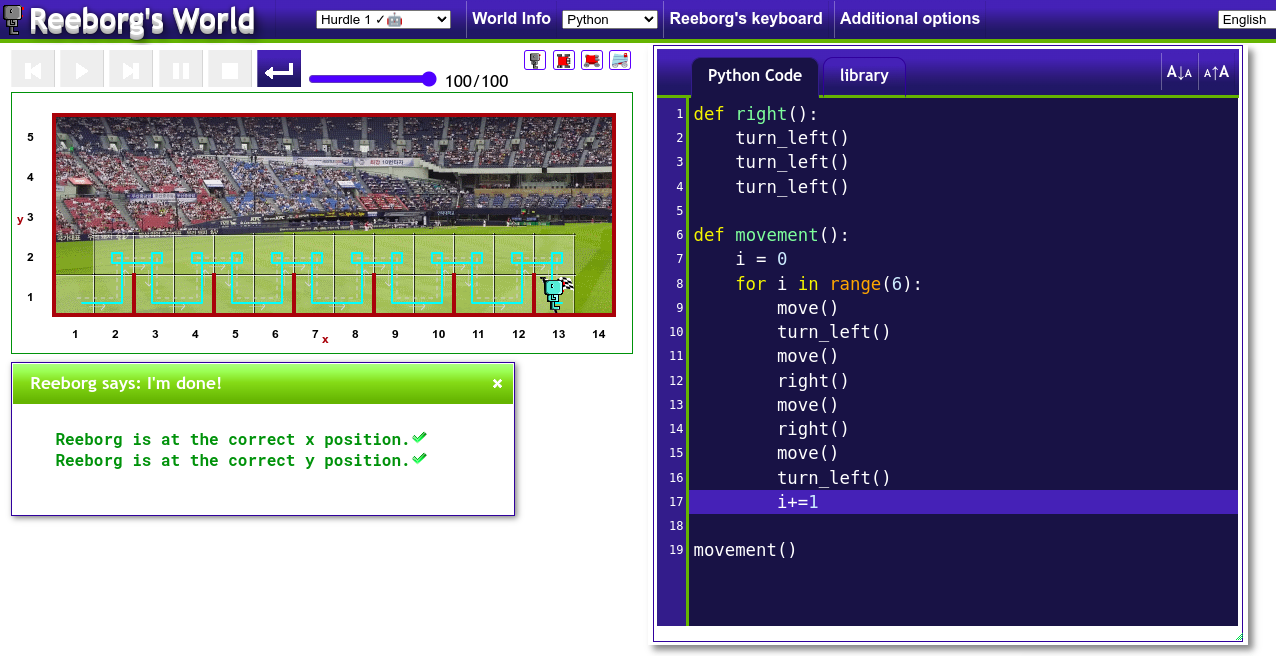 Reeborg's World
Hurdle 1 ✓🤖
World Info
Python
Reeborg's keyboard
Additional options
English
100/100
5
4
y 3
2
1
1 2 3 4 5 6 7 8 9 10 11 12 13 14
x
Reeborg says: I'm done!
×
Reeborg is at the correct x position.
Reeborg is at the correct y position.
Python Code
library
A↓A
A↑A
1 def right():
2     turn_left()
3     turn_left()
4     turn_left()
5
6 def movement():
7     i = 0
8     for i in range(6):
9         move()
10         turn_left()
11         move()
12         right()
13         move()
14         right()
15         move()
16         turn_left()
17         i+=1
18
19 movement()